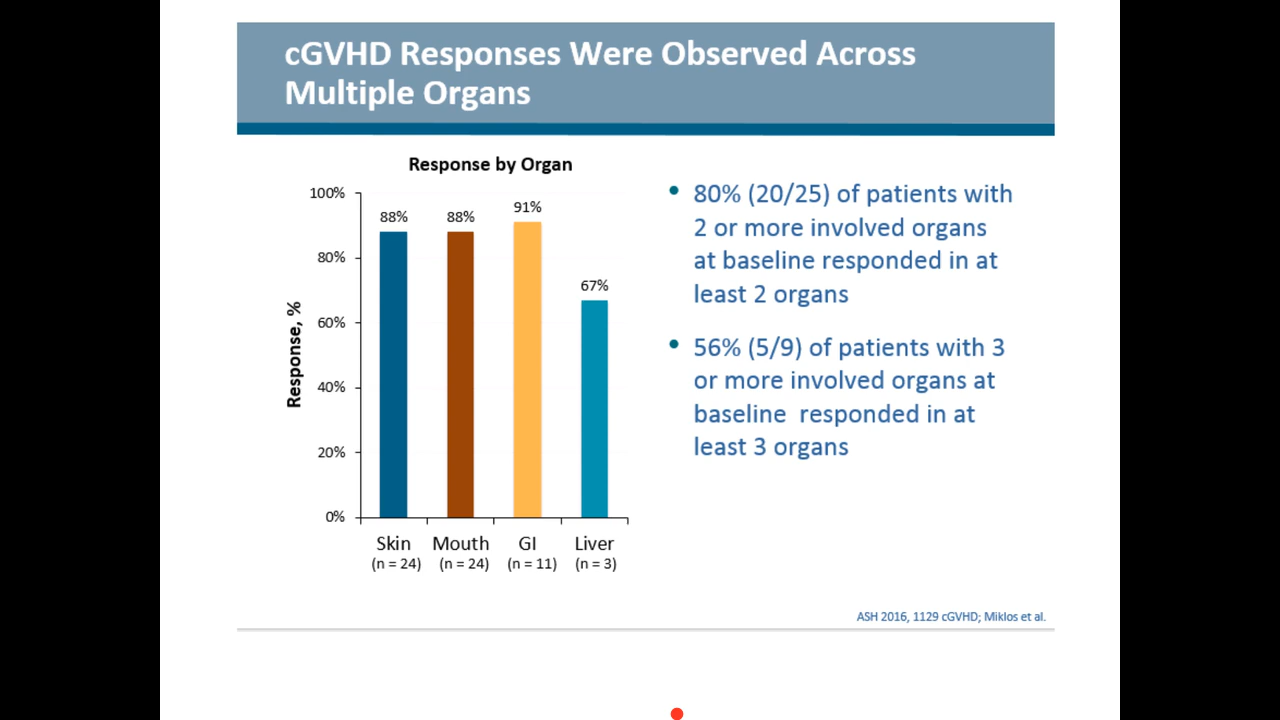 cGVHD Responses Were Observed Across
Multiple Organs
Response by Organ
Response, %
100%
80%
60%
40%
20%
0%
88%
88%
91%
67%
Skin
(n = 24)
Mouth
(n = 24)
GI
(n = 11)
Liver
(n = 3)
• 80% (20/25) of patients with
2 or more involved organs
at baseline responded in at
least 2 organs
• 56% (5/9) of patients with 3
or more involved organs at
baseline  responded in at
least 3 organs
ASH 2016, 1129 cGVHD; Miklos et al.